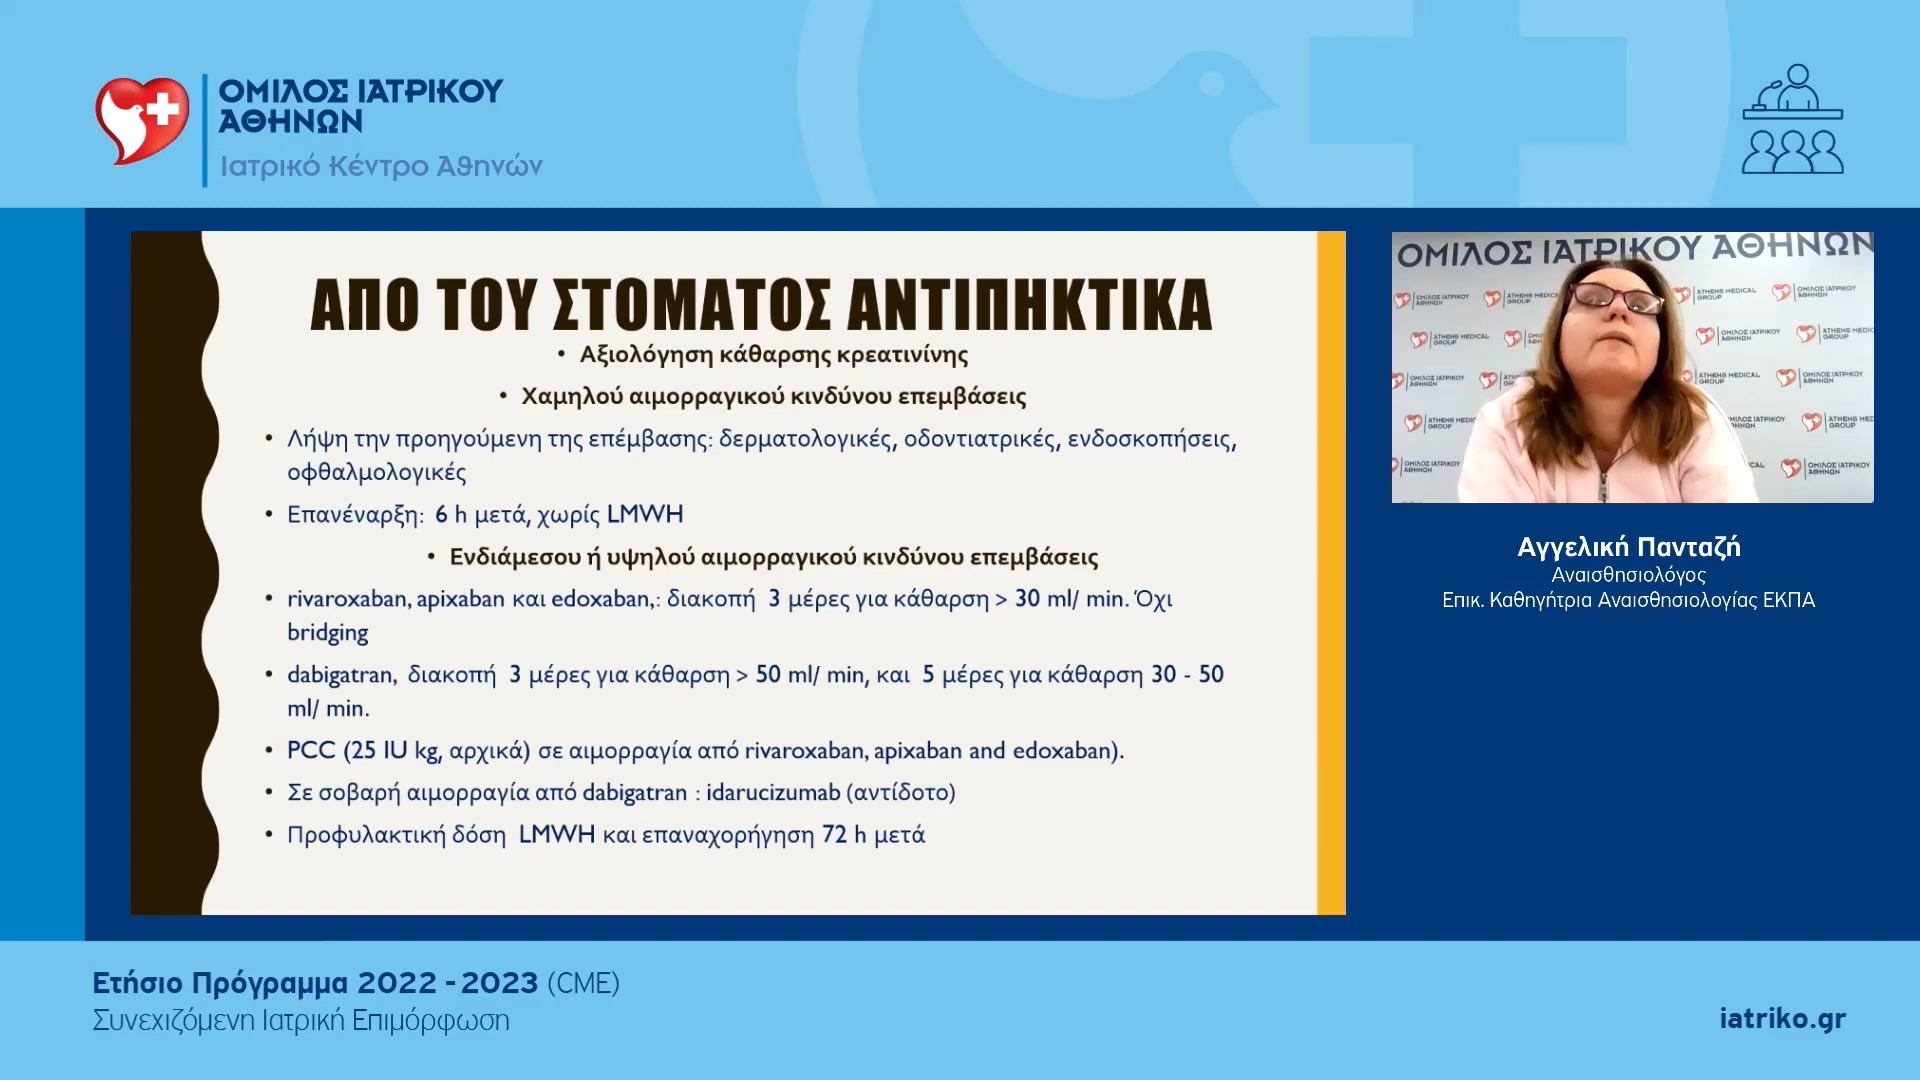 ΟΜΙΛΟΣ ΙΑΤΡΙΚΟΥ
ΑΘΗΝΩΝ
Ιατρικό Κέντρο Αθηνών
ΑΠΟ ΤΟΥ ΣΤΟΜΑΤΟΣ ΑΝΤΙΠΗΚΤΙΚΑ
• Αξιολόγηση κάθαρσης κρεατινίνης
• Χαμηλού αιμορραγικού κινδύνου επεμβάσεις
• Λήψη την προηγούμενη της επέμβασης: δερματολογικές, οδοντιατρικές, ενδοσκοπήσεις,
οφθαλμολογικές
• Επανέναρξη: 6 h μετά, χωρίς LMWH
• Ενδιάμεσου ή υψηλού αιμορραγικού κινδύνου επεμβάσεις
• rivaroxaban, apixaban και edoxaban,: διακοπή 3 μέρες για κάθαρση > 30 ml/ min. Όχι
bridging
• dabigatran, διακοπή 3 μέρες για κάθαρση > 50 ml/ min, και 5 μέρες για κάθαρση 30 - 50
ml/ min.
• PCC (25 IU kg, αρχικά) σε αιμορραγία από rivaroxaban, apixaban and edoxaban).
• Σε σοβαρή αιμορραγία από dabigatran : idarucizumab (αντίδοτο)
• Προφυλακτική δόση LMWH και επαναχορήγηση 72 h μετά
ΟΜΙΛΟΣ ΙΑΤΡΙΚΟΥ ΑΘΗΝΩΝ
ATHENS MEDICAL
GROUP
ΟΜΙΛΟΣ ΙΑΤΡΙΚΟΥ
ΑΘΗΝΩΝ
Αγγελική Πανταζή
Αναισθησιολόγος
Επικ. Καθηγήτρια Αναισθησιολογίας ΕΚΠΑ
Ετήσιο Πρόγραμμα 2022 - 2023 (CME)
Συνεχιζόμενη Ιατρική Επιμόρφωση
iatriko.gr